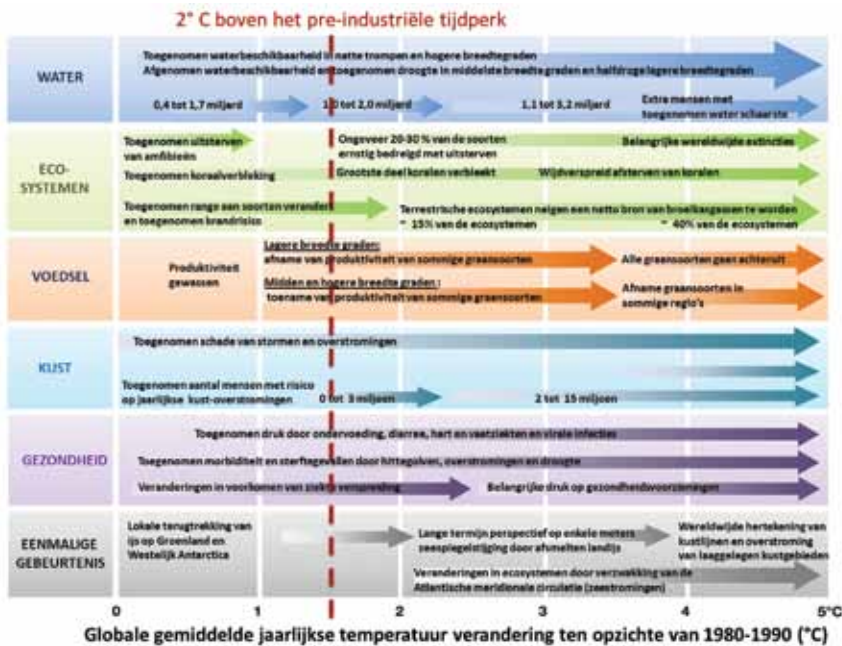 2° C boven het pre-industriële tijdperk
WATER
Toegenomen waterbeschikbaarheid in natte trompen en hogere breedtegraden
Afgenomen waterbeschikbaarheid en toegenomen droogte in middelste breedte graden en halfdroge lagere breedtegraden
0,4 tot 1,7 miljard
1,0 to 2,0 miljard
1,1 tot 3,2 miljard
Extra mensen met
toegenomen water schaarste
ECO-
SYSTEMEN
Toegenomen uitsterven
van amfibieën
Ongeveer 20-30 % van de soorten
ernstig bedreigd met uitsterven
Belangrijke wereldwijde extincties
Toegenomen koraalverbleking
Grootste deel koralen verbleekt
Wijdverspreid afsterven van koralen
Toegenomen range aan soorten verandert
en toegenomen brandrisico
Terrestrische ecosystemen neigen een netto bron van broeikasgassen te worden
~ 15% van de ecosystemen
~ 40% van de ecosystemen
VOEDSEL
Produktiviteit
gewassen
Lagere breedte graden:
afname van produktiviteit van sommige graansoorten
Alle graansoorten gaan achteruit
Midden en hogere breedte graden :
toename van produktiviteit van sommige graansoorten
Afname graansoorten in
sommige regio's
KUST
Toegenomen schade van stormen en overstromingen
Toegenomen aantal mensen met risico
op jaarlijkse kust-overstromingen
0 tot 3 miljoen
2 tot 15 miljoen
GEZONDHEID
Toegenomen druk door ondervoeding, diarree, hart en vaatziekten en virale infecties
Toegenomen morbiditeit en sterftegevallen door hittegolven, overstromingen en droogte
Veranderingen in voorkomen van ziekte verspreiding
Belangrijke druk op gezondheidsvoorzieningen
EENMALIGE
GEBEURTENIS
Lokale terugtrekking van
ijs op Groenland en
Westelijk Antarctica
Lange termijn perspectief op enkele meters
zeespiegelstijging door afsmelten landijs
Wereldwijde hertekening van
kustlijnen en overstroming
van laaggelegen kustgebieden
Veranderingen in ecosystemen door verzwakking van de
Atlantische meridionale circulatie (zeestromingen)
0 1 2 3 4 5°C
Globale gemiddelde jaarlijkse temperatuur verandering ten opzichte van 1980-1990 (°C)